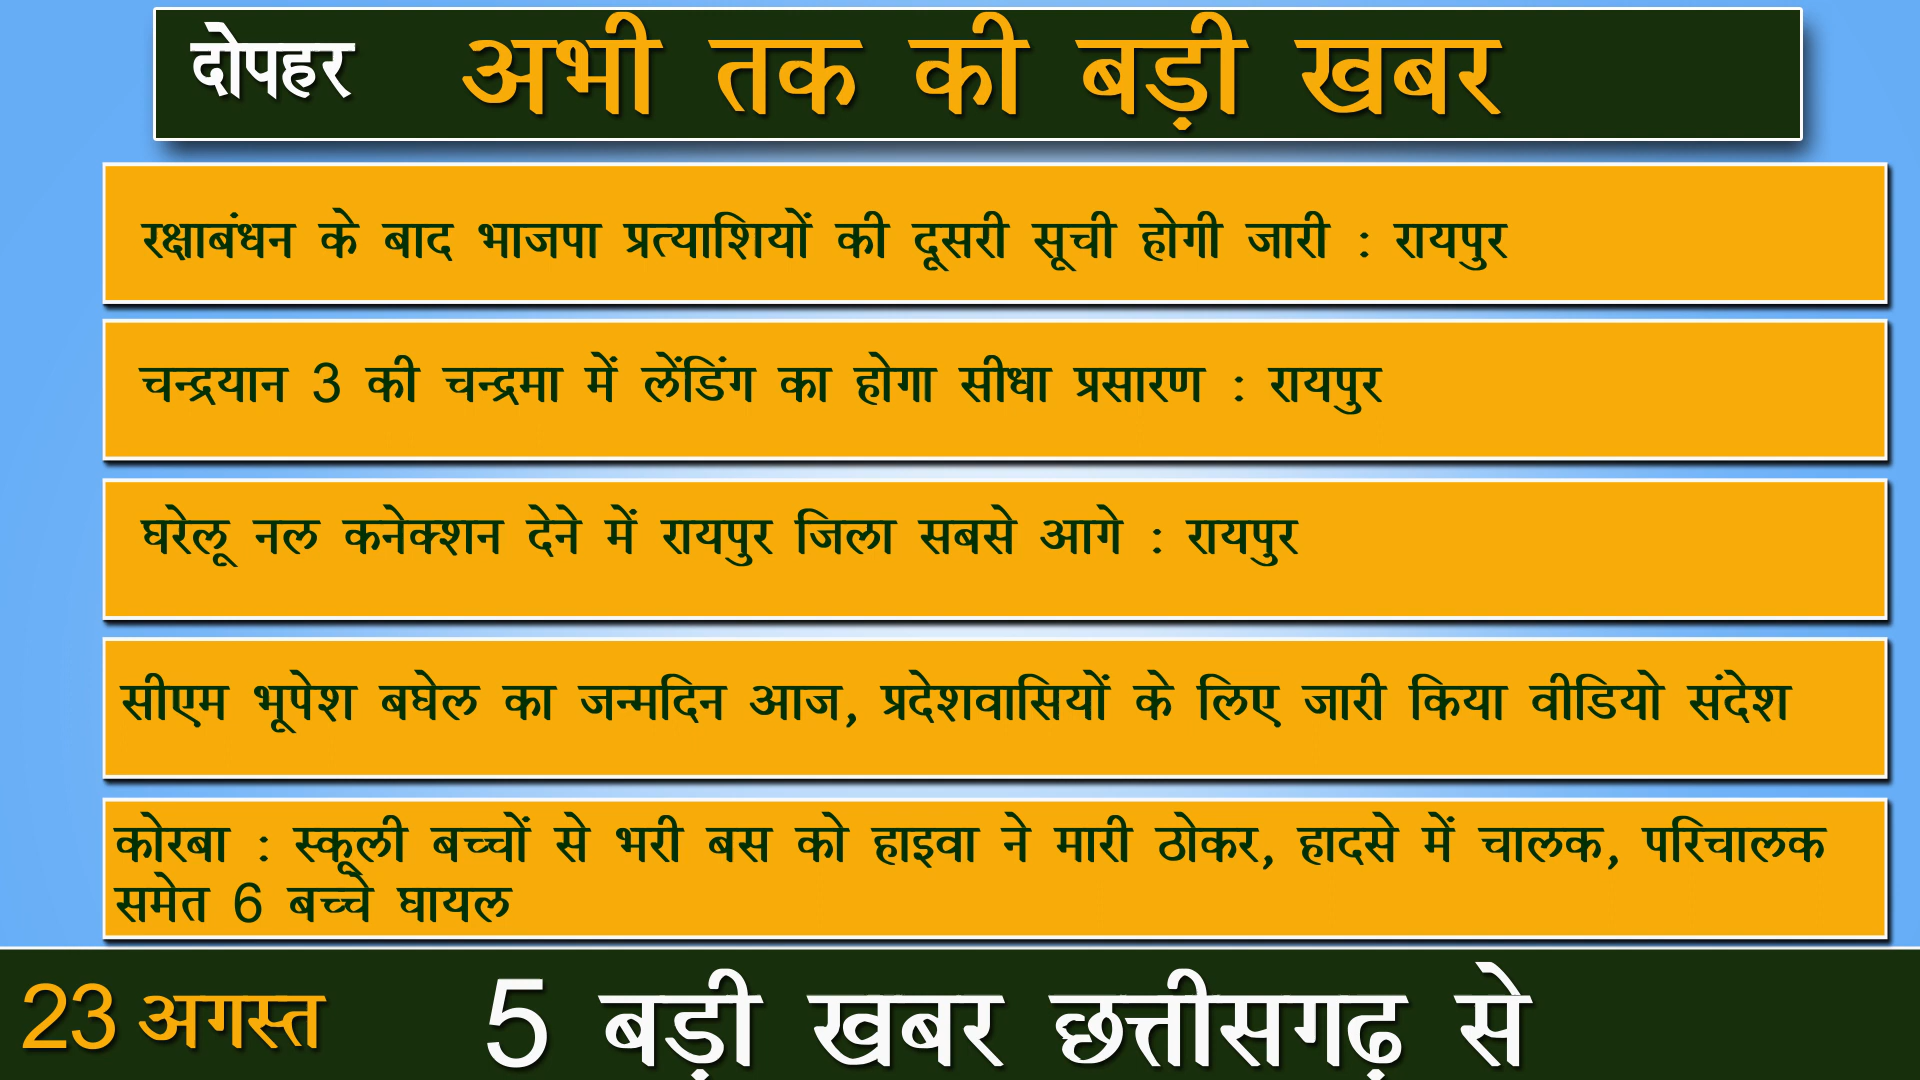 दोपहर अभी तक की बड़ी खबर
रक्षाबंधन के बाद भाजपा प्रत्याशियों की दूसरी सूची होगी जारी : रायपुर
चन्द्रयान 3 की चन्द्रमा में लेंडिंग का होगा सीधा प्रसारण : रायपुर
घरेलू नल कनेक्शन देने में रायपुर जिला सबसे आगे : रायपुर
सीएम भूपेश बघेल का जन्मदिन आज, प्रदेशवासियों के लिए जारी किया वीडियो संदेश
कोरबा : स्कूली बच्चों से भरी बस को हाइवा ने मारी ठोकर, हादसे में चालक, परिचालक
समेत 6 बच्चे घायल
23 अगस्त 5 बड़ी खबर छत्तीसगढ़ से